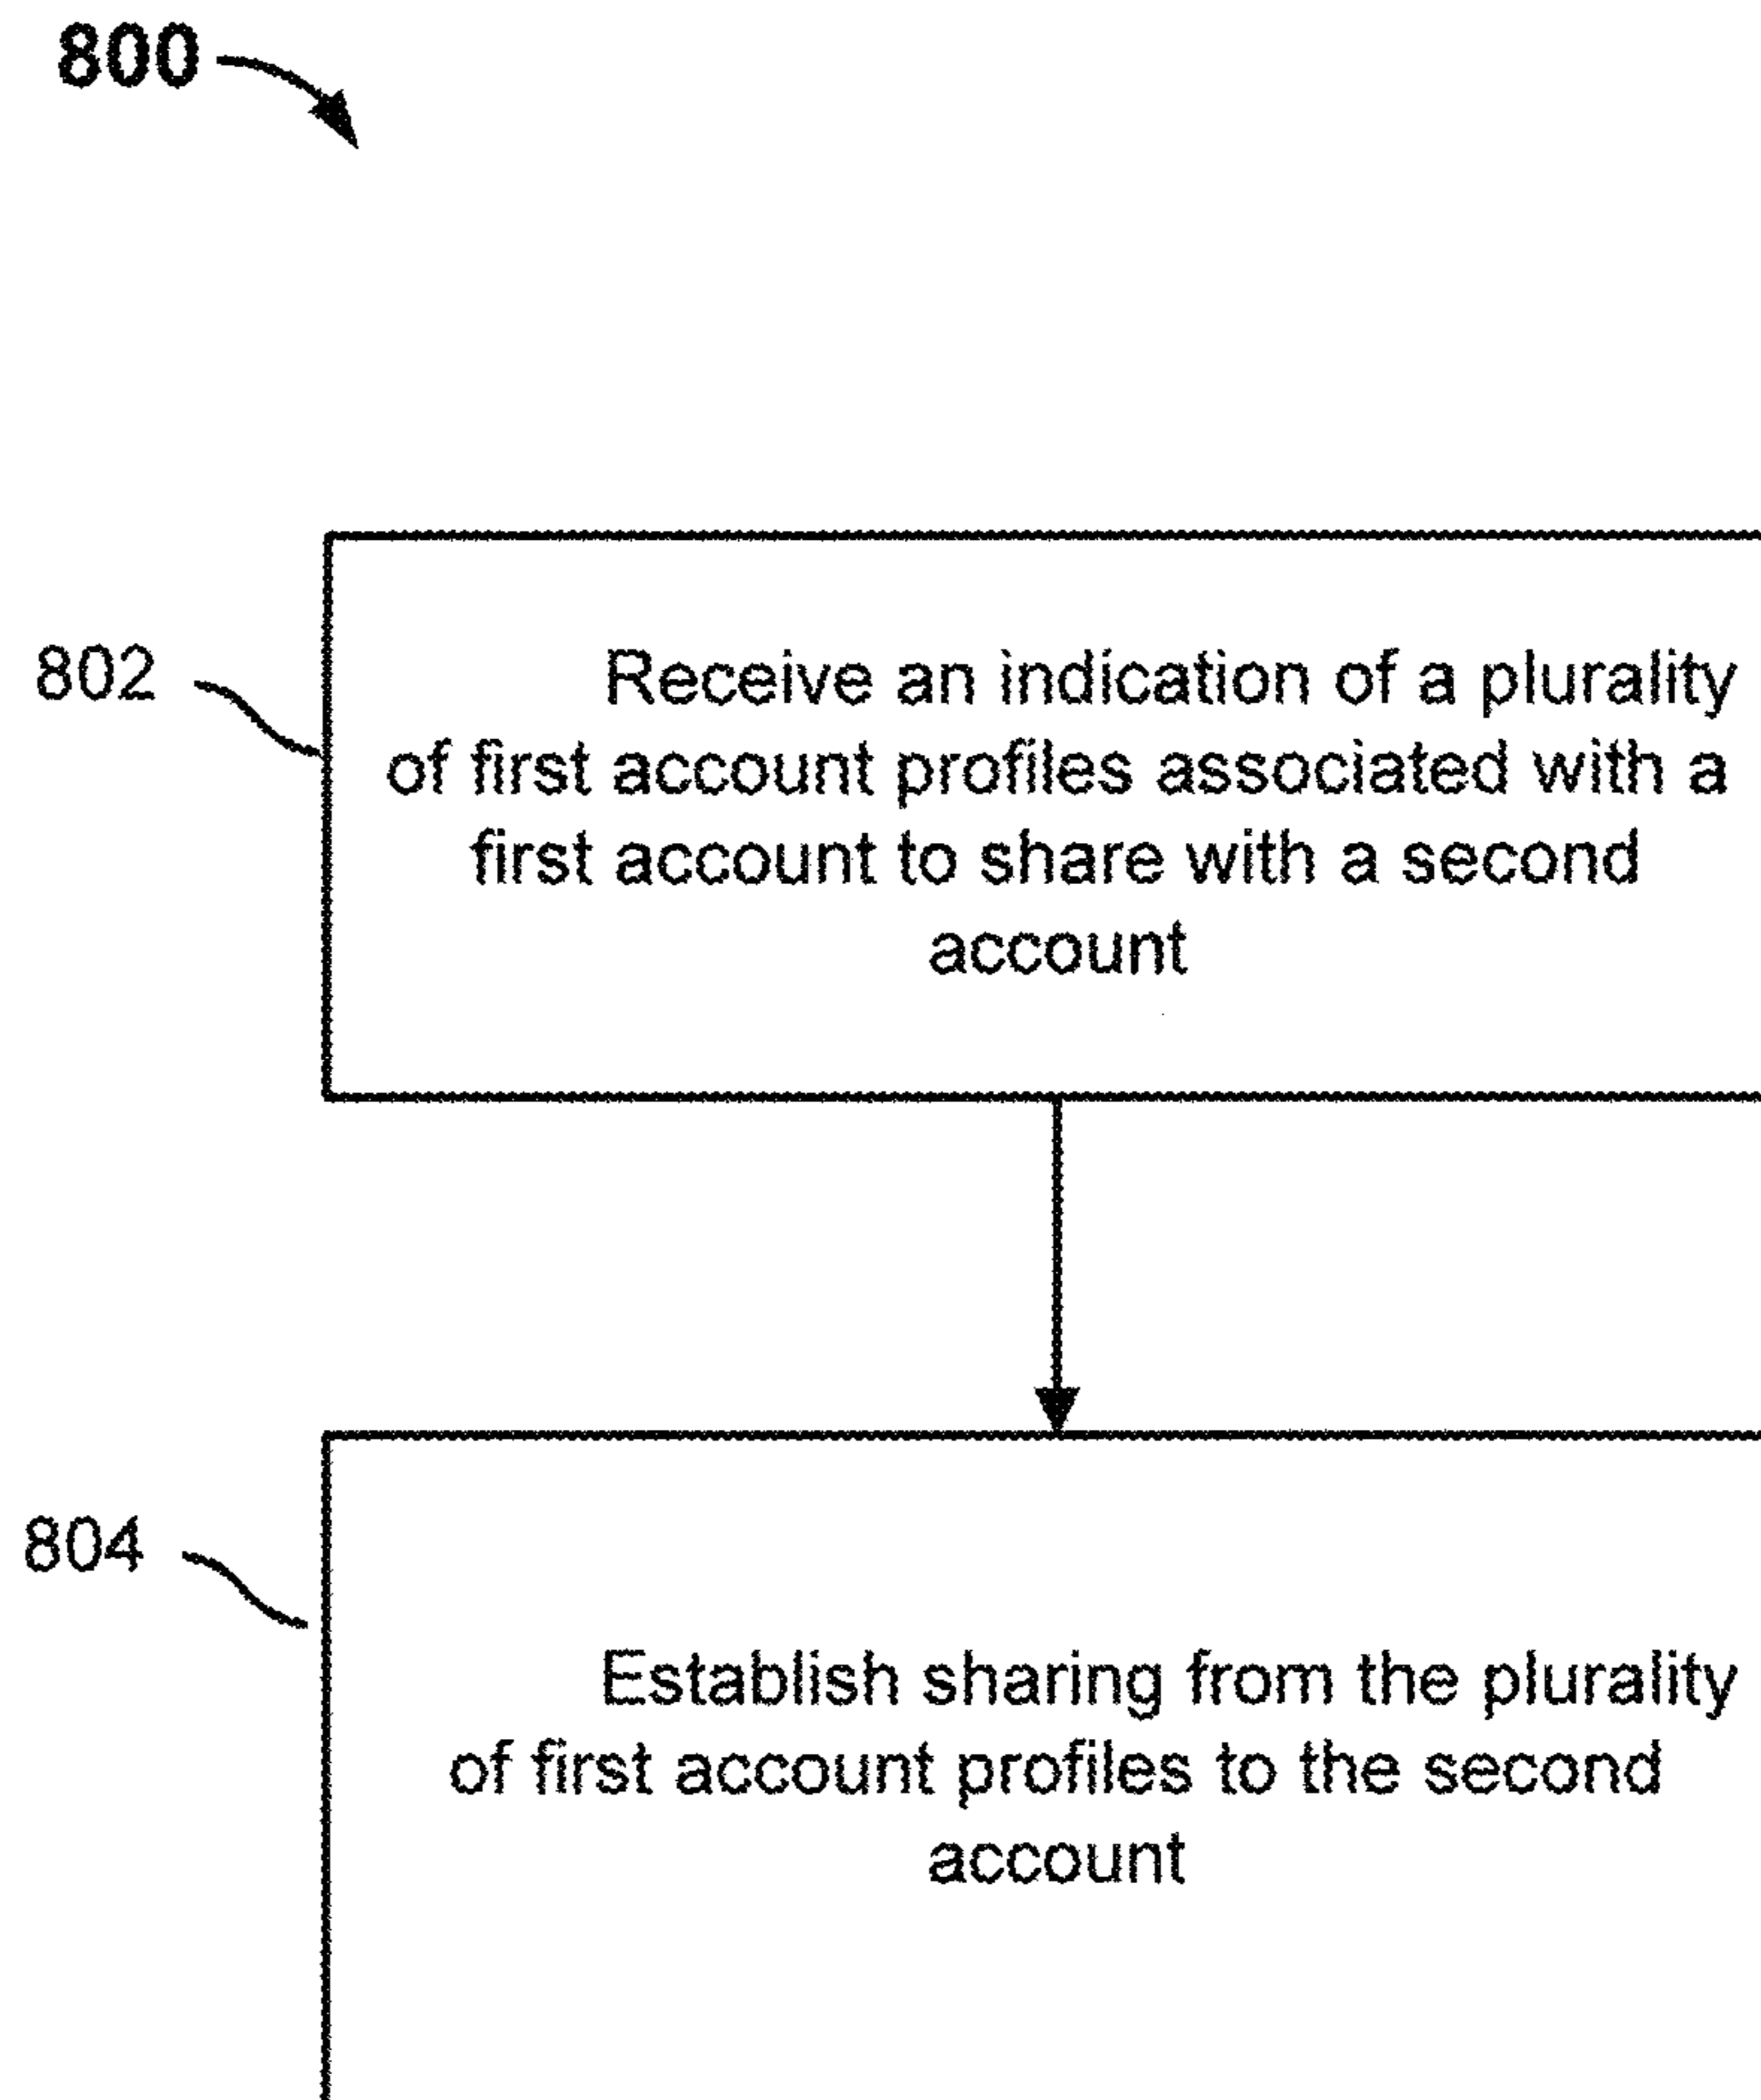 800
802
Receive an indication of a plurality
of first account profiles associated with a
first account to share with a second
account
804
Establish sharing from the plurality
of first account profiles to the second
account